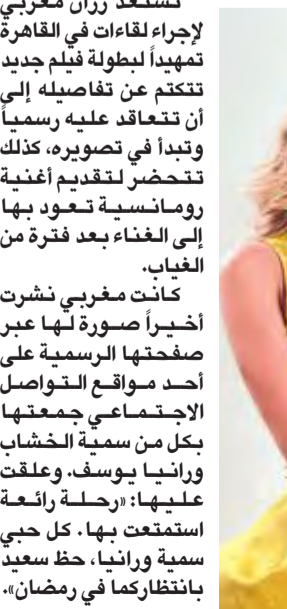 تستعد رزان مغربي
لإجراء لقاءات في القاهرة
تمهيداً لبطولة فيلم جديد
تتكتم عن تفاصيله إلى
أن تتعاقد عليه رسمياً
وتبدأ في تصويره، كذلك
تتحضر لتقديم أغنية
رومانسية تعود بها
إلى الغناء بعد فترة من
الغياب.
كانت مغربي نشرت
أخيراً صورة لها عبر
صفحتها الرسمية على
أحد مواقع التواصل
الاجتماعي جمعتها
بكل من سمية الخشاب
ورانيا يوسف. وعلقت
عليها: «رحلة رائعة
استمتعت بها. كل حبي
سمية ورانيا، حظ سعيد
بانتظاركما في رمضان».